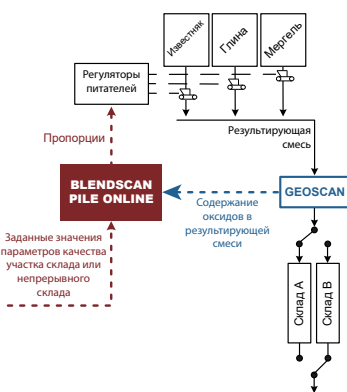 Известняк
Глина
Мергель
Регуляторы
питателей
Результирующая
смесь
Пропорции
BLENDSCAN
PILE ONLINE
GEOSCAN
Содержание
оксидов в
результирующей
смеси
Заданные значения
параметров качества
участка склада или
непрерывного
склада
Склад A
Склад B